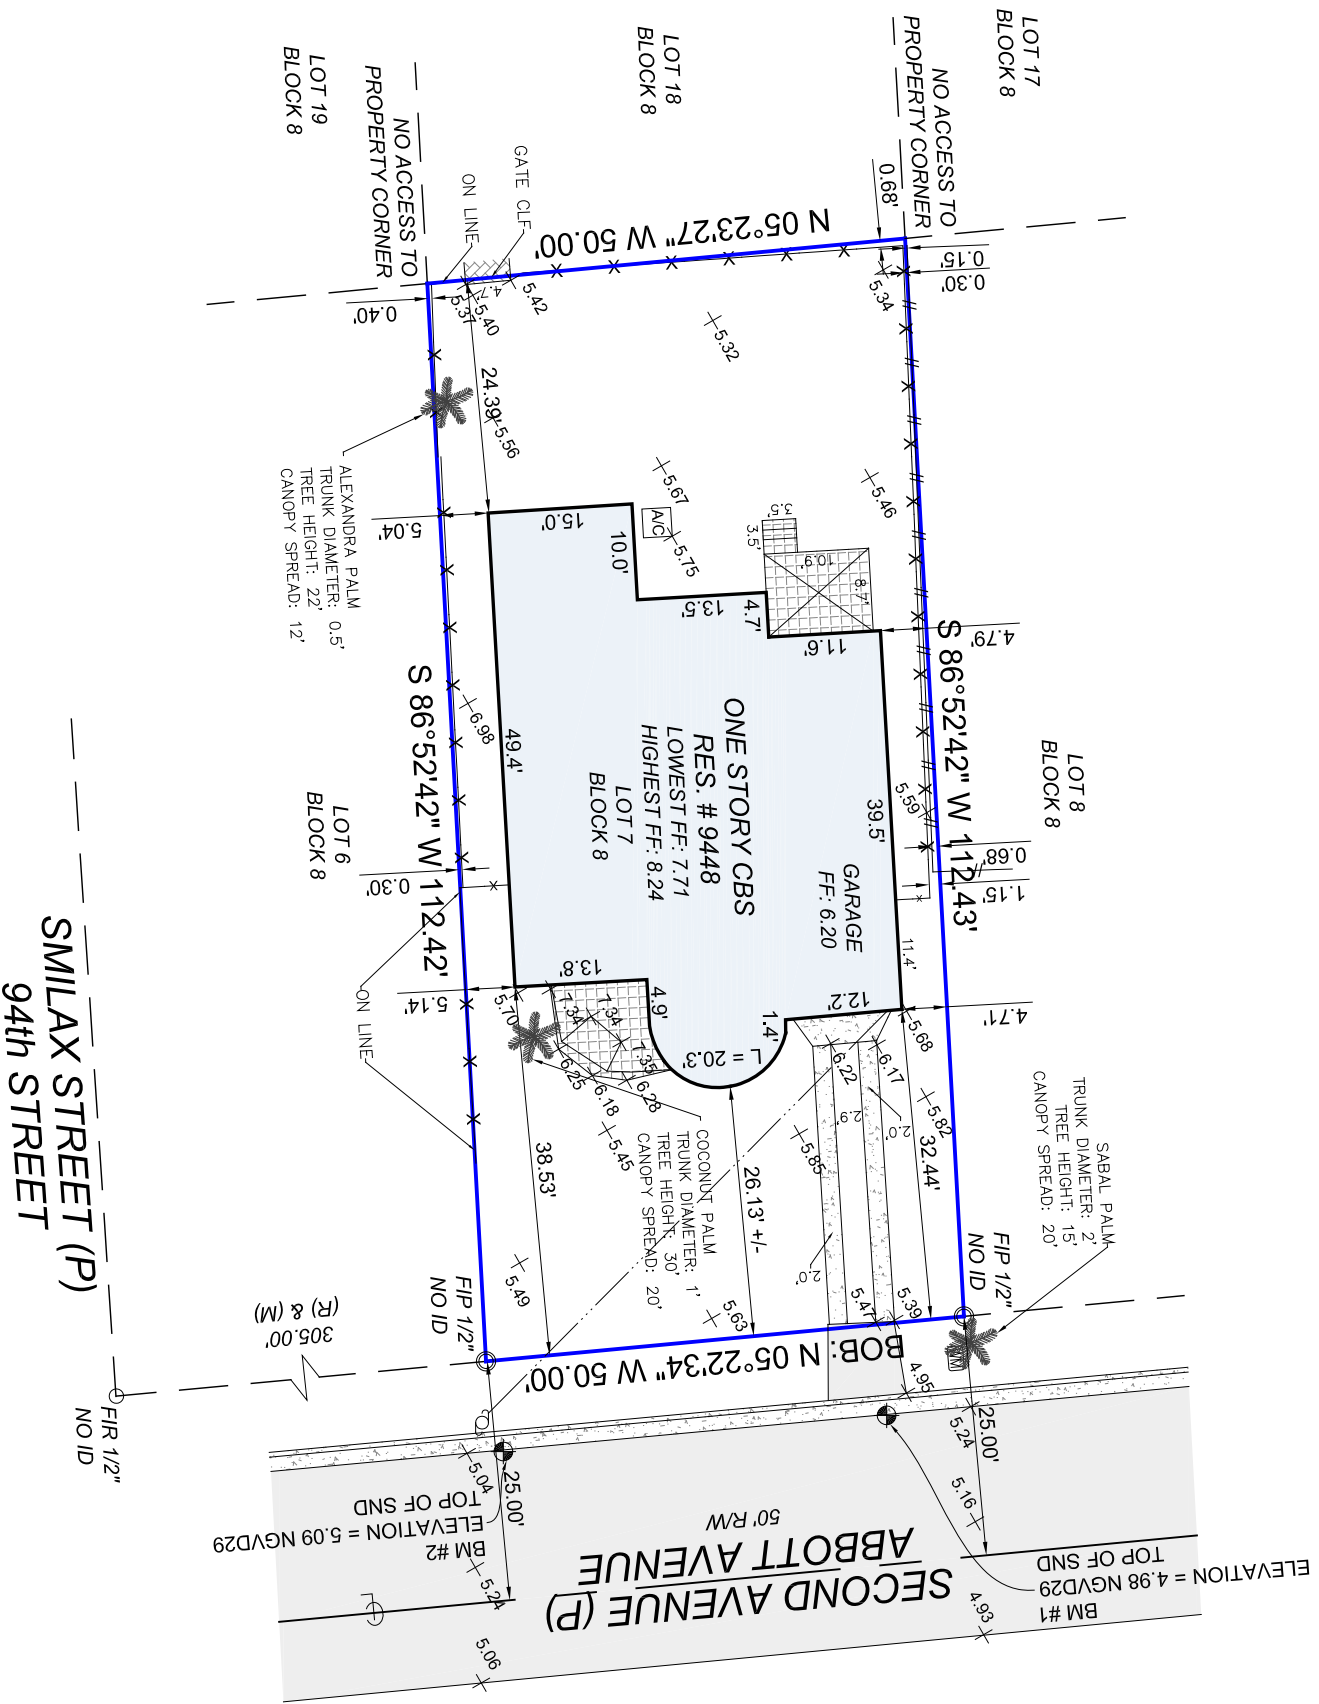 LOT 17
BLOCK 8
LOT 18
BLOCK 8
LOT 19
BLOCK 8
NO ACCESS TO
PROPERTY CORNER
NO ACCESS TO
PROPERTY CORNER
0.68'
GATE CLF
ON LINE
N 05°23'27" W 50.00'
0.15'
0.30'
0.40'
4.7'
5.37
5.40
5.42
5.34
5.32
24.39'
5.56
5.67
5.46
ALEXANDRA PALM
TRUNK DIAMETER: 0.5'
TREE HEIGHT: 22'
CANOPY SPREAD: 12'
5.04'
15.0'
10.0'
A/C
5.75
3.5'
3.5'
10.9'
8.7'
13.5'
4.7'
11.6'
4.79'
S 86°52'42" W 112.43'
S 86°52'42" W 112.42'
6.98
49.4'
ONE STORY CBS
RES. # 9448
LOWEST FF: 7.71
HIGHEST FF: 8.24
LOT 7
BLOCK 8
39.5'
5.59
GARAGE
FF: 6.20
LOT 8
BLOCK 8
0.68'
1.15'
LOT 6
BLOCK 8
0.30'
11.4'
ON LINE
5.14'
13.8'
4.9'
5.70
7.34
7.34
7.35
6.25
6.18
6.28
L = 20.3'
1.4'
12.2'
5.68
4.71'
6.22
6.17
5.82
2.9'
2.0'
2.0'
5.45
5.85
38.53'
26.13' +/-
32.44'
COCONUT PALM
TRUNK DIAMETER: 1'
TREE HEIGHT: 30'
CANOPY SPREAD: 20'
SABAL PALM
TRUNK DIAMETER: 2'
TREE HEIGHT: 15'
CANOPY SPREAD: 20'
FIP 1/2"
NO ID
FIP 1/2"
NO ID
5.49
5.63
5.47
5.39
BOB: N 05°22'34" W 50.00'
WM
4.95
305.00'
(R) & (M)
FIR 1/2"
NO ID
SMILAX STREET (P)
94th STREET
25.00'
5.24
5.16
25.00'
5.04
5.24
BM #2
ELEVATION = 5.09 NGVD29
TOP OF SND
BM #1
ELEVATION = 4.98 NGVD29
TOP OF SND
SECOND AVENUE (P)
ABBOTT AVENUE
50' R/W
4.93
5.06